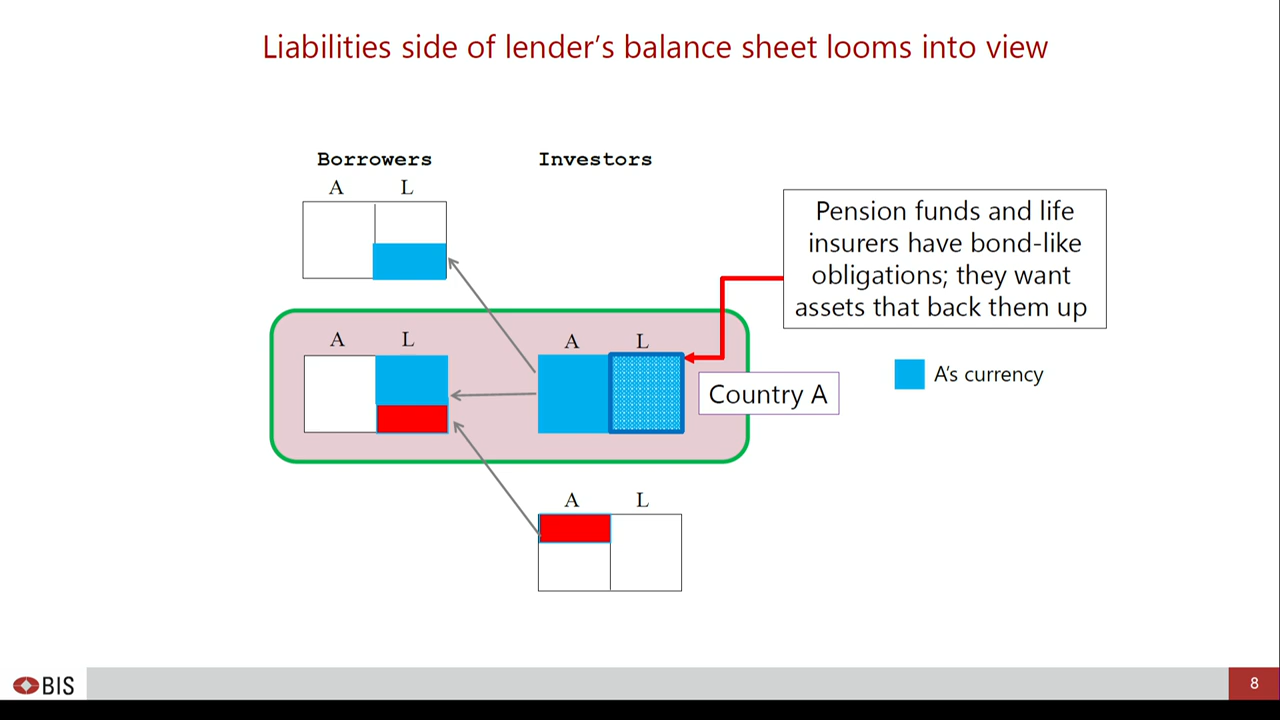 Liabilities side of lender’s balance sheet looms into view
Borrowers
Investors
A L
Pension funds and life
insurers have bond-like
obligations; they want
assets that back them up
A L
A L
A's currency
Country A
A L
BIS
8